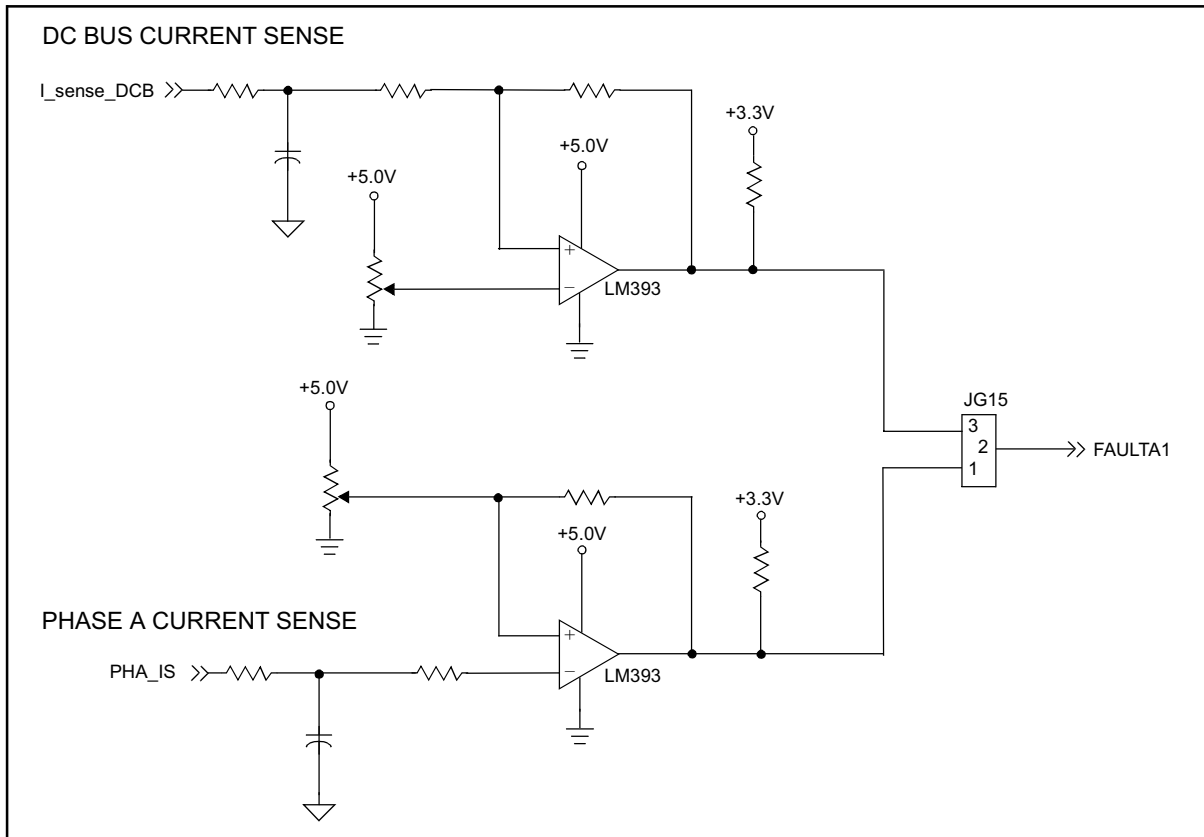 DC BUS CURRENT SENSE
I_sense_DCB
+3.3V
+5.0V
+5.0V
+
−
LM393
+5.0V
JG15
3
2
1
FAULTA1
+3.3V
+5.0V
PHASE A CURRENT SENSE
+
−
LM393
PHA_IS